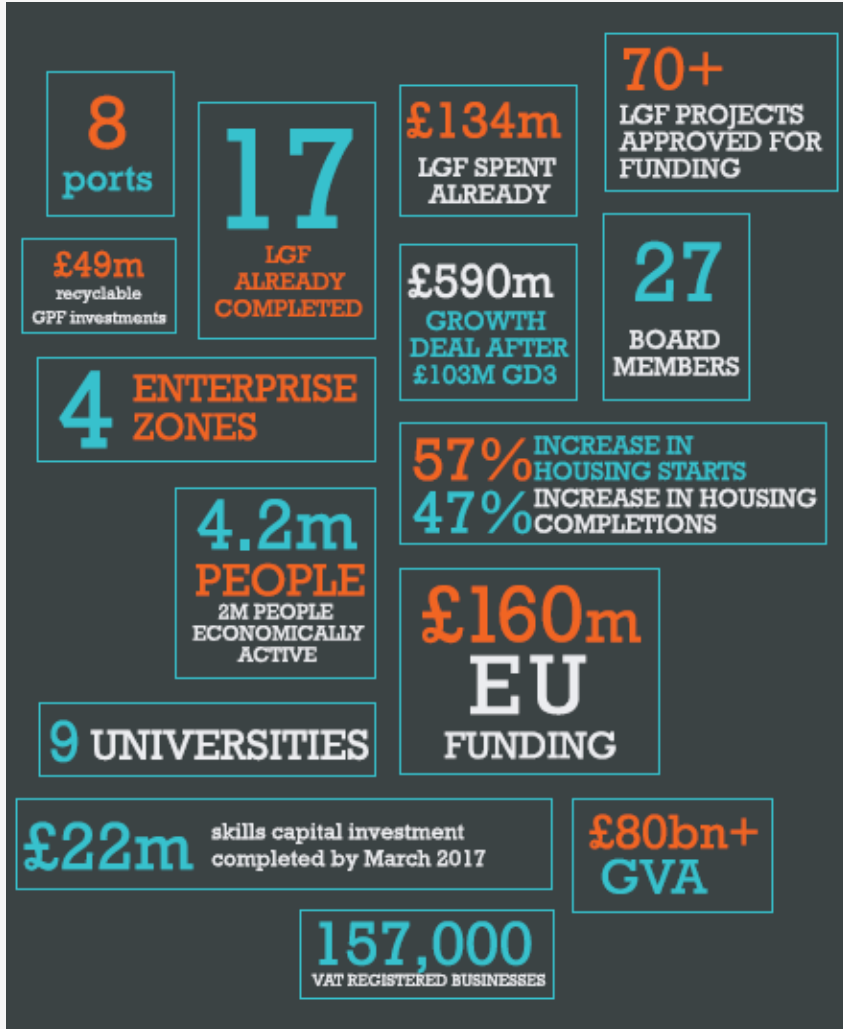 8
ports
17
LGF
ALREADY
COMPLETED
£134m
LGF SPENT
ALREADY
70+
LGF PROJECTS
APPROVED FOR
FUNDING
£49m
recyclable
GPF investments
£590m
GROWTH
DEAL AFTER
£103M GD3
27
BOARD
MEMBERS
4 ENTERPRISE
ZONES
57% INCREASE IN
HOUSING STARTS
47% INCREASE IN HOUSING
COMPLETIONS
4.2m
PEOPLE
2M PEOPLE
ECONOMICALLY
ACTIVE
£160m
EU
FUNDING
9 UNIVERSITIES
£22m skills capital investment
completed by March 2017
£80bn+
GVA
157,000
VAT REGISTERED BUSINESSES